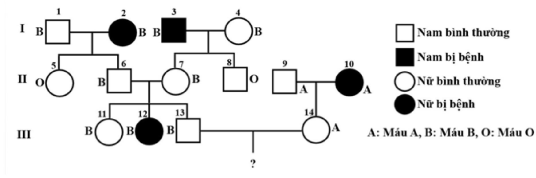 I
1
2
3
4
B
B
B
B
Nam bình thường
Nam bị bệnh
II
5
6
7
8
9
10
O
B
B
O
A
A
Nữ bình thường
Nữ bị bệnh
III
11
12
13
14
B
B
B
A
A: Máu A, B: Máu B, O: Máu O
?